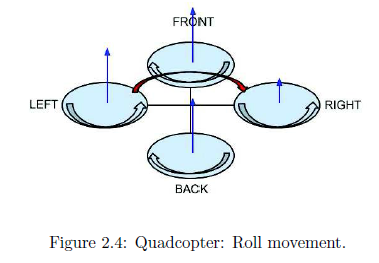 FRONT
LEFT
RIGHT
BACK
Figure 2.4: Quadcopter: Roll movement.